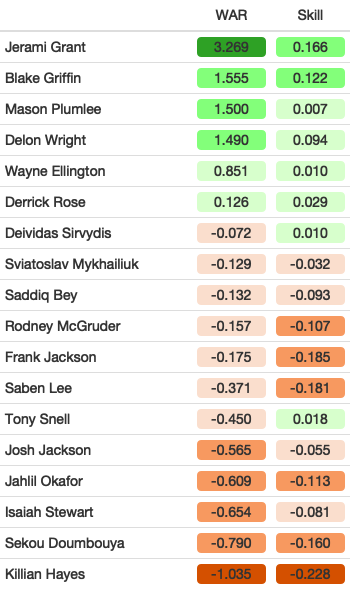 WAR Skill
Jerami Grant 3.269 0.166
Blake Griffin 1.555 0.122
Mason Plumlee 1.500 0.007
Delon Wright 1.490 0.094
Wayne Ellington 0.851 0.010
Derrick Rose 0.126 0.029
Deividas Sirvydis -0.072 0.010
Sviatoslav Mykhailiuk -0.129 -0.032
Saddiq Bey -0.132 -0.093
Rodney McGruder -0.157 -0.107
Frank Jackson -0.175 -0.185
Saben Lee -0.371 -0.181
Tony Snell -0.450 0.018
Josh Jackson -0.565 -0.055
Jahlil Okafor -0.609 -0.113
Isaiah Stewart -0.654 -0.081
Sekou Doumbouya -0.790 -0.160
Killian Hayes -1.035 -0.228